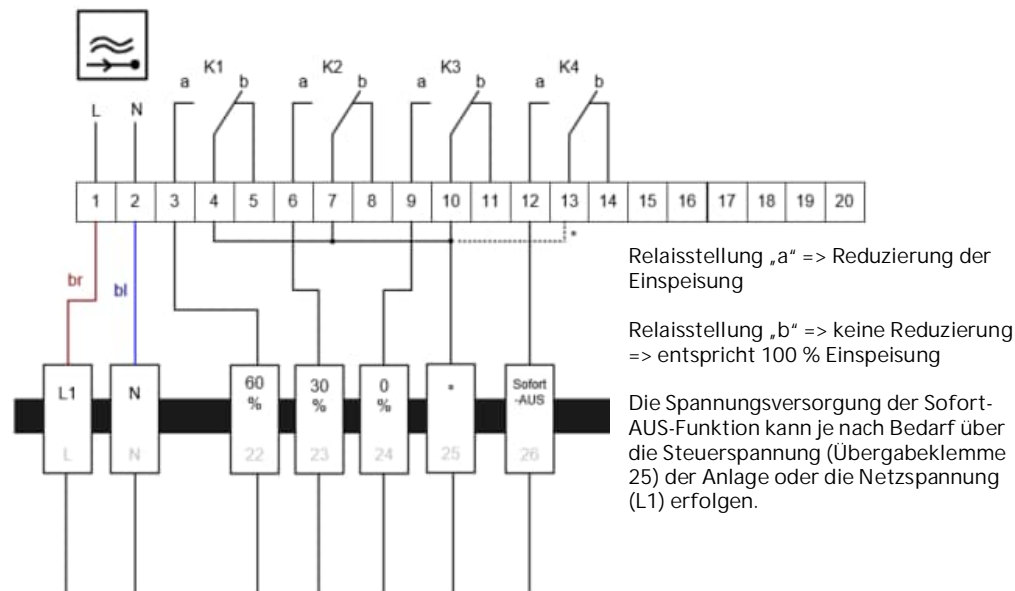 K1 K2 K3 K4
a b a b a b a b
L N
1 2 3 4 5 6 7 8 9 10 11 12 13 14 15 16 17 18 19 20
*
br
bl
L1 N 60 % 30 % 0 % * Sofort -AUS
L N 22 23 24 25 26
Relaisstellung „a“ => Reduzierung der
Einspeisung
Relaisstellung „b“ => keine Reduzierung
=> entspricht 100 % Einspeisung
Die Spannungsversorgung der Sofort-
AUS-Funktion kann je nach Bedarf über
die Steuerspannung (Übergabeklemme
25) der Anlage oder die Netzspannung
(L1) erfolgen.